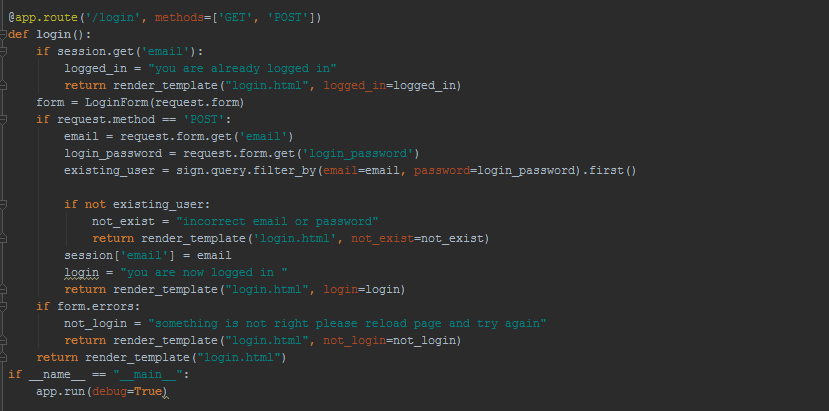 @app.route('/login', methods=['GET', 'POST'])
def login():
    if session.get('email'):
        logged_in = "you are already logged in"
        return render_template("login.html", logged_in=logged_in)
    form = LoginForm(request.form)
    if request.method == 'POST':
        email = request.form.get('email')
        login_password = request.form.get('login_password')
        existing_user = sign.query.filter_by(email=email, password=login_password).first()

        if not existing_user:
            not_exist = "incorrect email or password"
            return render_template('login.html', not_exist=not_exist)
        session['email'] = email
        login = "you are now logged in "
        return render_template("login.html", login=login)
    if form.errors:
        not_login = "something is not right please reload page and try again"
        return render_template("login.html", not_login=not_login)
    return render_template("login.html")
if __name__ == "__main__":
    app.run(debug=True)